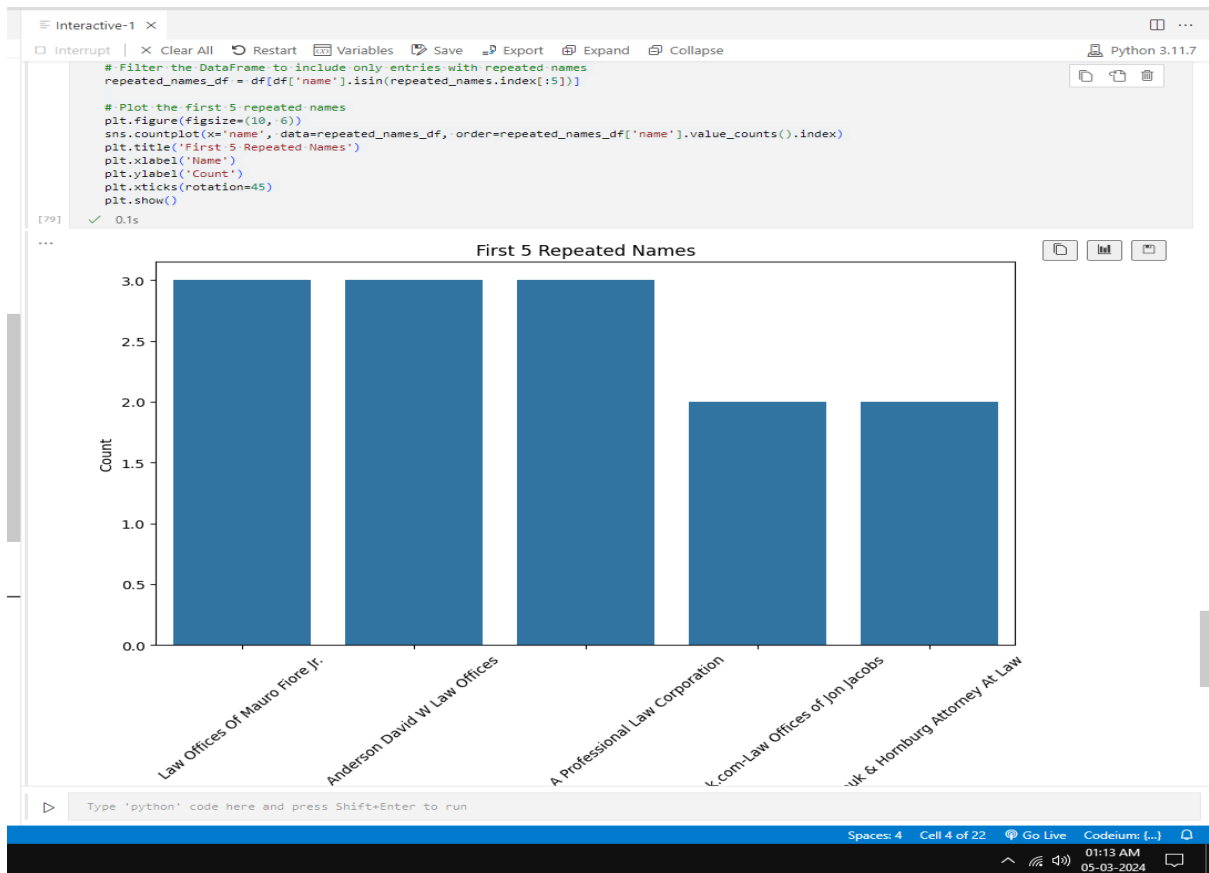 Interactive-1
Interrupt Clear All Restart Variables Save Export Expand Collapse Python 3.11.7
# Filter the DataFrame to include only entries with repeated names
repeated_names_df = df[df['name'].isin(repeated_names.index[:5])]
# Plot the first 5 repeated names
plt.figure(figsize=(10, 6))
sns.countplot(x='name', data=repeated_names_df, order=repeated_names_df['name'].value_counts().index)
plt.title('First 5 Repeated Names')
plt.xlabel('Name')
plt.ylabel('Count')
plt.xticks(rotation=45)
plt.show()
[79] 0.1s
First 5 Repeated Names
3.0
2.5
2.0
1.5
1.0
0.5
0.0
Count
Law Offices Of Mauro Fiore Jr.
Anderson David W Law Offices
A Professional Law Corporation
k.com-Law Offices of Jon Jacobs
uk & Hornburg Attorney At Law
Type 'python' code here and press Shift+Enter to run
Spaces: 4 Cell 4 of 22 Go Live Codeium: {...}
01:13 AM
05-03-2024